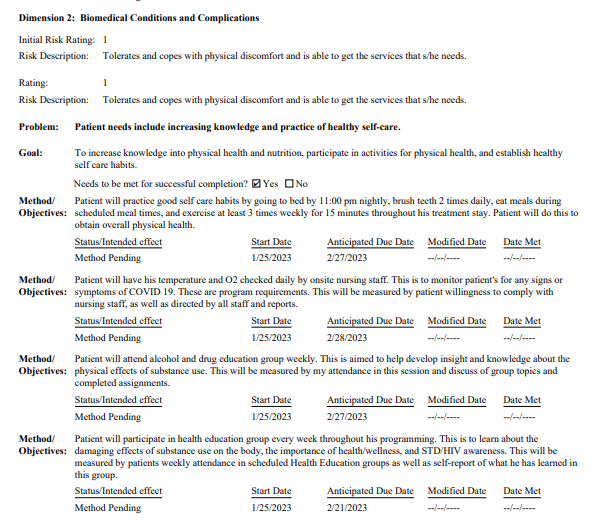 Dimension 2: Biomedical Conditions and Complications
Initial Risk Rating: 1
Risk Description: Tolerates and copes with physical discomfort and is able to get the services that s/he needs.
Rating: 1
Risk Description: Tolerates and copes with physical discomfort and is able to get the services that s/he needs.
Problem: Patient needs include increasing knowledge and practice of healthy self-care.
Goal: To increase knowledge into physical health and nutrition, participate in activities for physical health, and establish healthy
self care habits.
Needs to be met for successful completion? ☑ Yes ☐ No
Method/ Patient will practice good self care habits by going to bed by 11:00 pm nightly, brush teeth 2 times daily, eat meals during
Objectives: scheduled meal times, and exercise at least 3 times weekly for 15 minutes throughout his treatment stay. Patient will do this to
obtain overall physical health.
Status/Intended effect Start Date Anticipated Due Date Modified Date Date Met
Method Pending 1/25/2023 2/27/2023 --/--/---- --/--/----
Method/ Patient will have his temperature and O2 checked daily by onsite nursing staff. This is to monitor patient's for any signs or
Objectives: symptoms of COVID 19. These are program requirements. This will be measured by patient willingness to comply with
nursing staff, as well as directed by all staff and reports.
Status/Intended effect Start Date Anticipated Due Date Modified Date Date Met
Method Pending 1/25/2023 2/28/2023 --/--/---- --/--/----
Method/ Patient will attend alcohol and drug education group weekly. This is aimed to help develop insight and knowledge about the
Objectives: physical effects of substance use. This will be measured by my attendance in this session and discuss of group topics and
completed assignments.
Status/Intended effect Start Date Anticipated Due Date Modified Date Date Met
Method Pending 1/25/2023 2/27/2023 --/--/---- --/--/----
Method/ Patient will participate in health education group every week throughout his programming. This is to learn about the
Objectives: damaging effects of substance use on the body, the importance of health/wellness, and STD/HIV awareness. This will be
measured by patients weekly attendance in scheduled Health Education groups as well as self-report of what he has learned in
this group.
Status/Intended effect Start Date Anticipated Due Date Modified Date Date Met
Method Pending 1/25/2023 2/21/2023 --/--/---- --/--/----